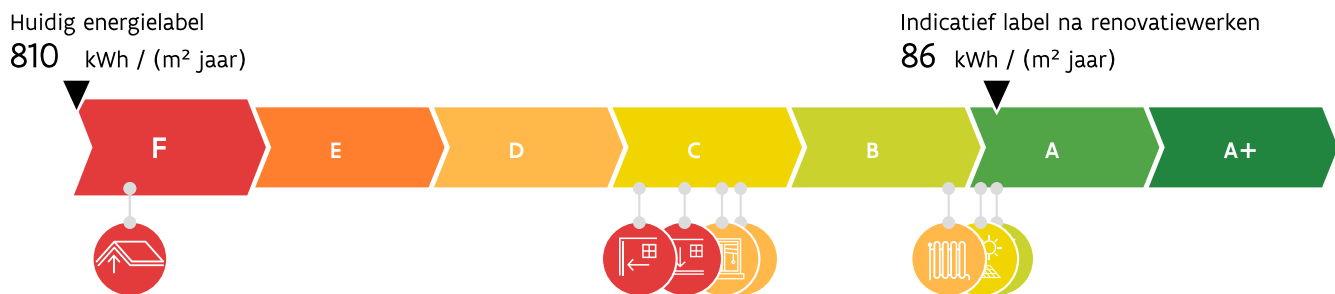 Huidig energielabel
810 kWh / (m² jaar)
Indicatief label na renovatiewerken
86 kWh / (m² jaar)
F E D C B A A+